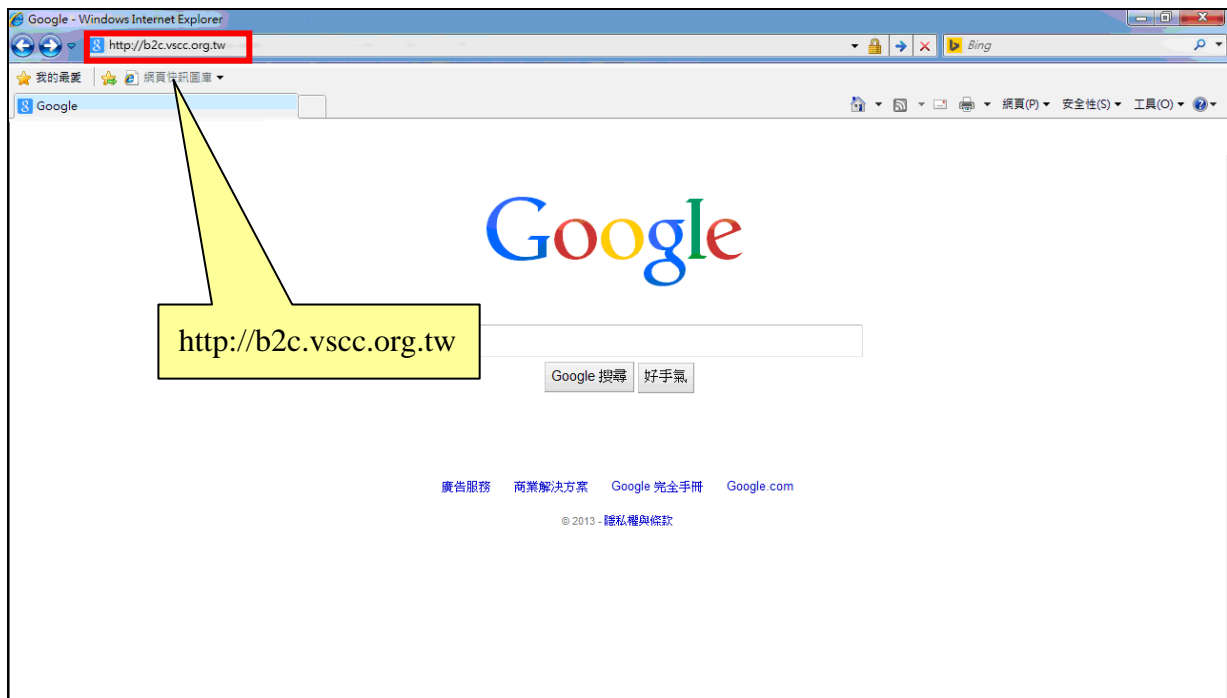 Google - Windows Internet Explorer
http://b2c.vscc.org.tw
Bing
我的最愛 網頁快訊圖庫
Google
網頁(P) 安全性(S) 工具(O)
Google
http://b2c.vscc.org.tw
Google 搜尋 好手氣
廣告服務 商業解決方案 Google 完全手冊 Google.com
© 2013 - 隱私權與條款